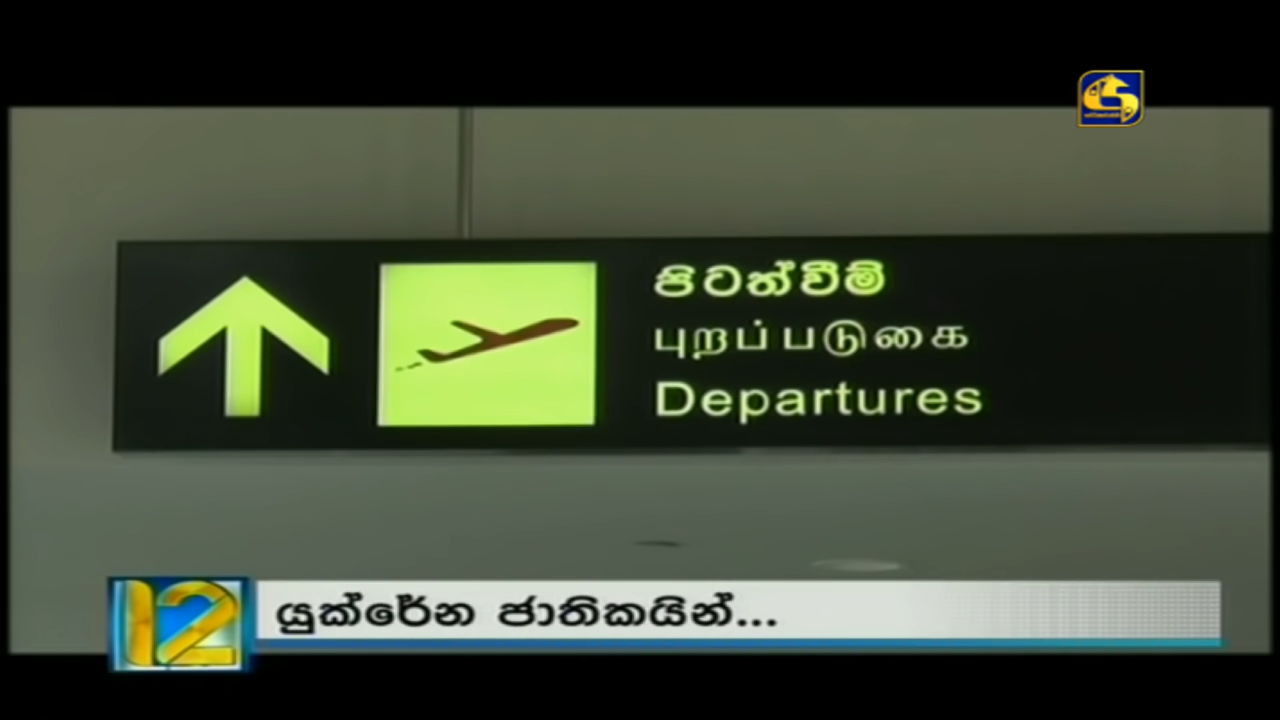 පිටත්වීම්
புறப்படுகை
Departures
12
යුක්රේන ජාතිකයින්...